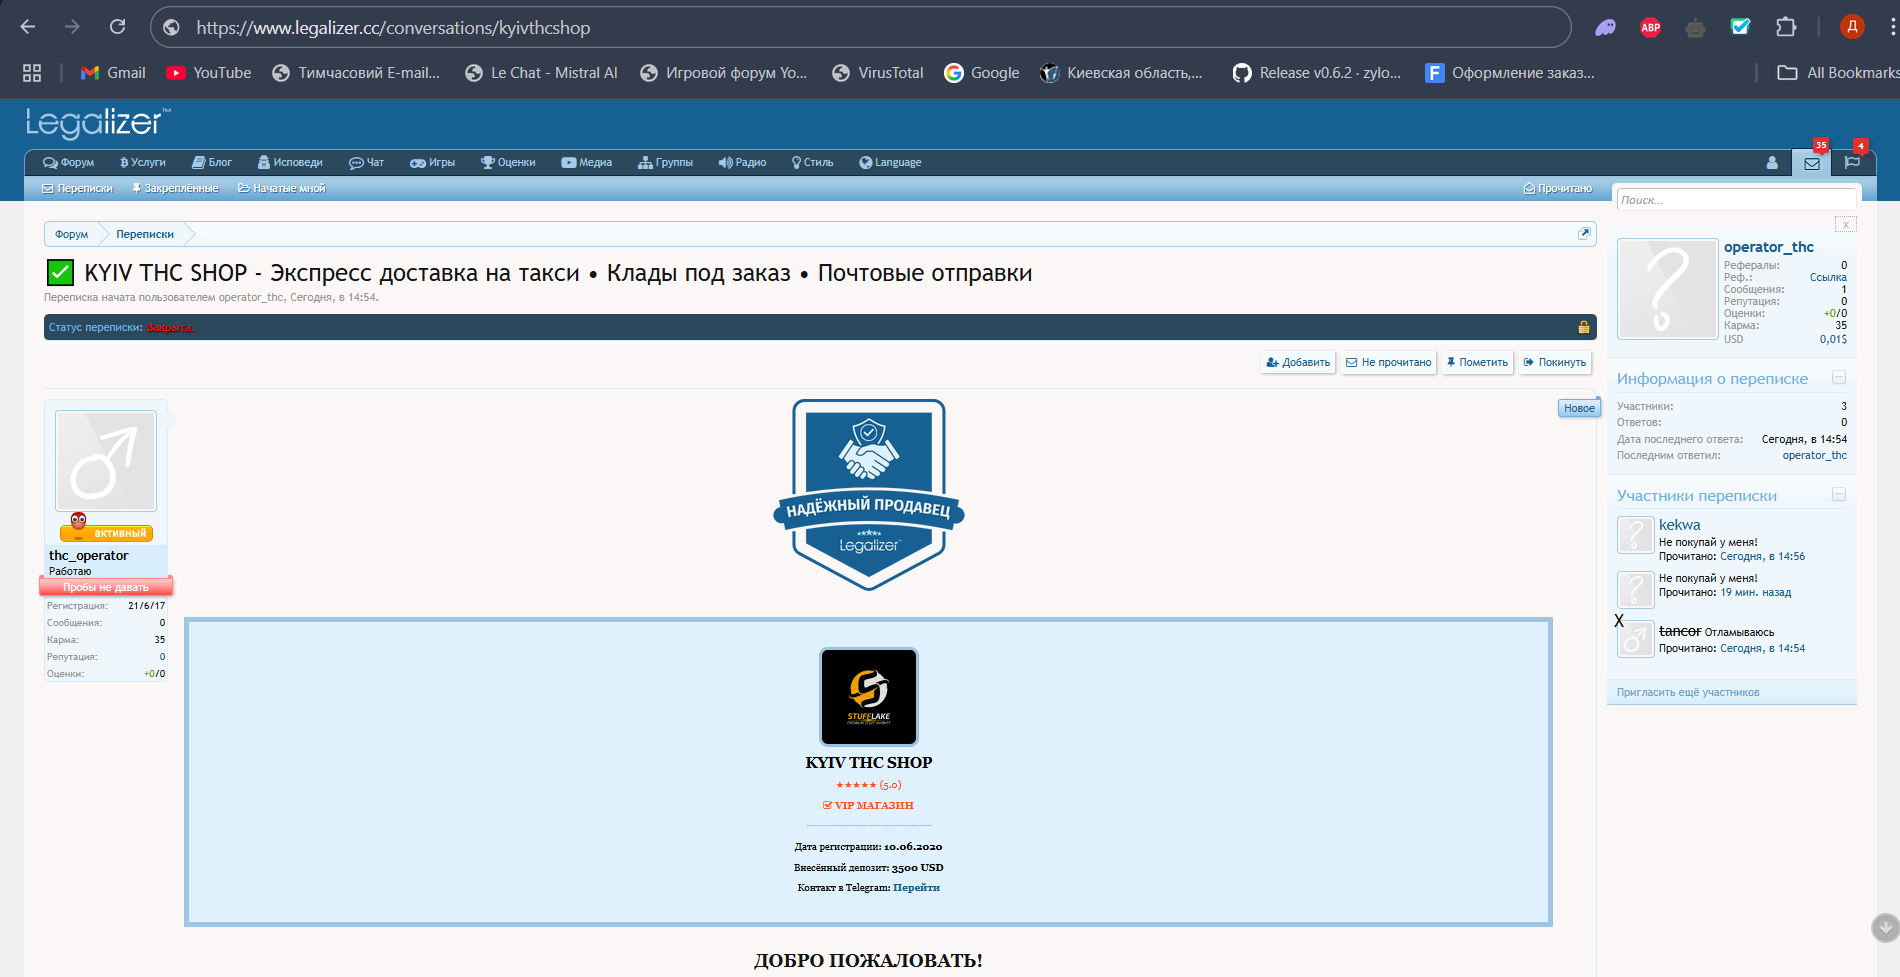 https://www.legalizer.cc/conversations/kyivthcshop
ABP
Д
Gmail
YouTube
Тимчасовий E-mail...
Le Chat - Mistral AI
Игровой форум Yo...
VirusTotal
Google
Киевская область,...
Release v0.6.2 · zylo...
Оформление заказ...
All Bookmarks
Legalizer™
Форум
Услуги
Блог
Исповеди
Чат
Игры
Оценки
Медиа
Группы
Радио
Стиль
Language
35
4
Переписки
Закреплённые
Начатые мной
Прочитано
Поиск...
x
Форум
Переписки
KYIV THC SHOP - Экспресс доставка на такси • Клады под заказ • Почтовые отправки
Переписка начата пользователем operator_thc, Сегодня, в 14:54.
Статус переписки: Закрыта.
Добавить
Не прочитано
Пометить
Покинуть
активный
thc_operator
Работаю
Пробы не давать
Регистрация: 21/6/17
Сообщения: 0
Карма: 35
Репутация: 0
Оценки: +0/0
Новое
НАДЁЖНЫЙ ПРОДАВЕЦ
Legalizer
STUFFLAKE
PREMIUM STUFF MARKET
KYIV THC SHOP
★★★★★ (5.0)
VIP МАГАЗИН
Дата регистрации: 10.06.2020
Внесённый депозит: 3500 USD
Контакт в Telegram: Перейти
ДОБРО ПОЖАЛОВАТЬ!
operator_thc
Рефералы: 0
Реф.: Ссылка
Сообщения: 1
Репутация: 0
Оценки: +0/0
Карма: 35
USD 0,01$
Информация о переписке
Участники: 3
Ответов: 0
Дата последнего ответа: Сегодня, в 14:54
Последним ответил: operator_thc
Участники переписки
kekwa
Не покупай у меня!
Прочитано: Сегодня, в 14:56
Не покупай у меня!
Прочитано: 19 мин. назад
X
tancor Отламываюсь
Прочитано: Сегодня, в 14:54
Пригласить ещё участников